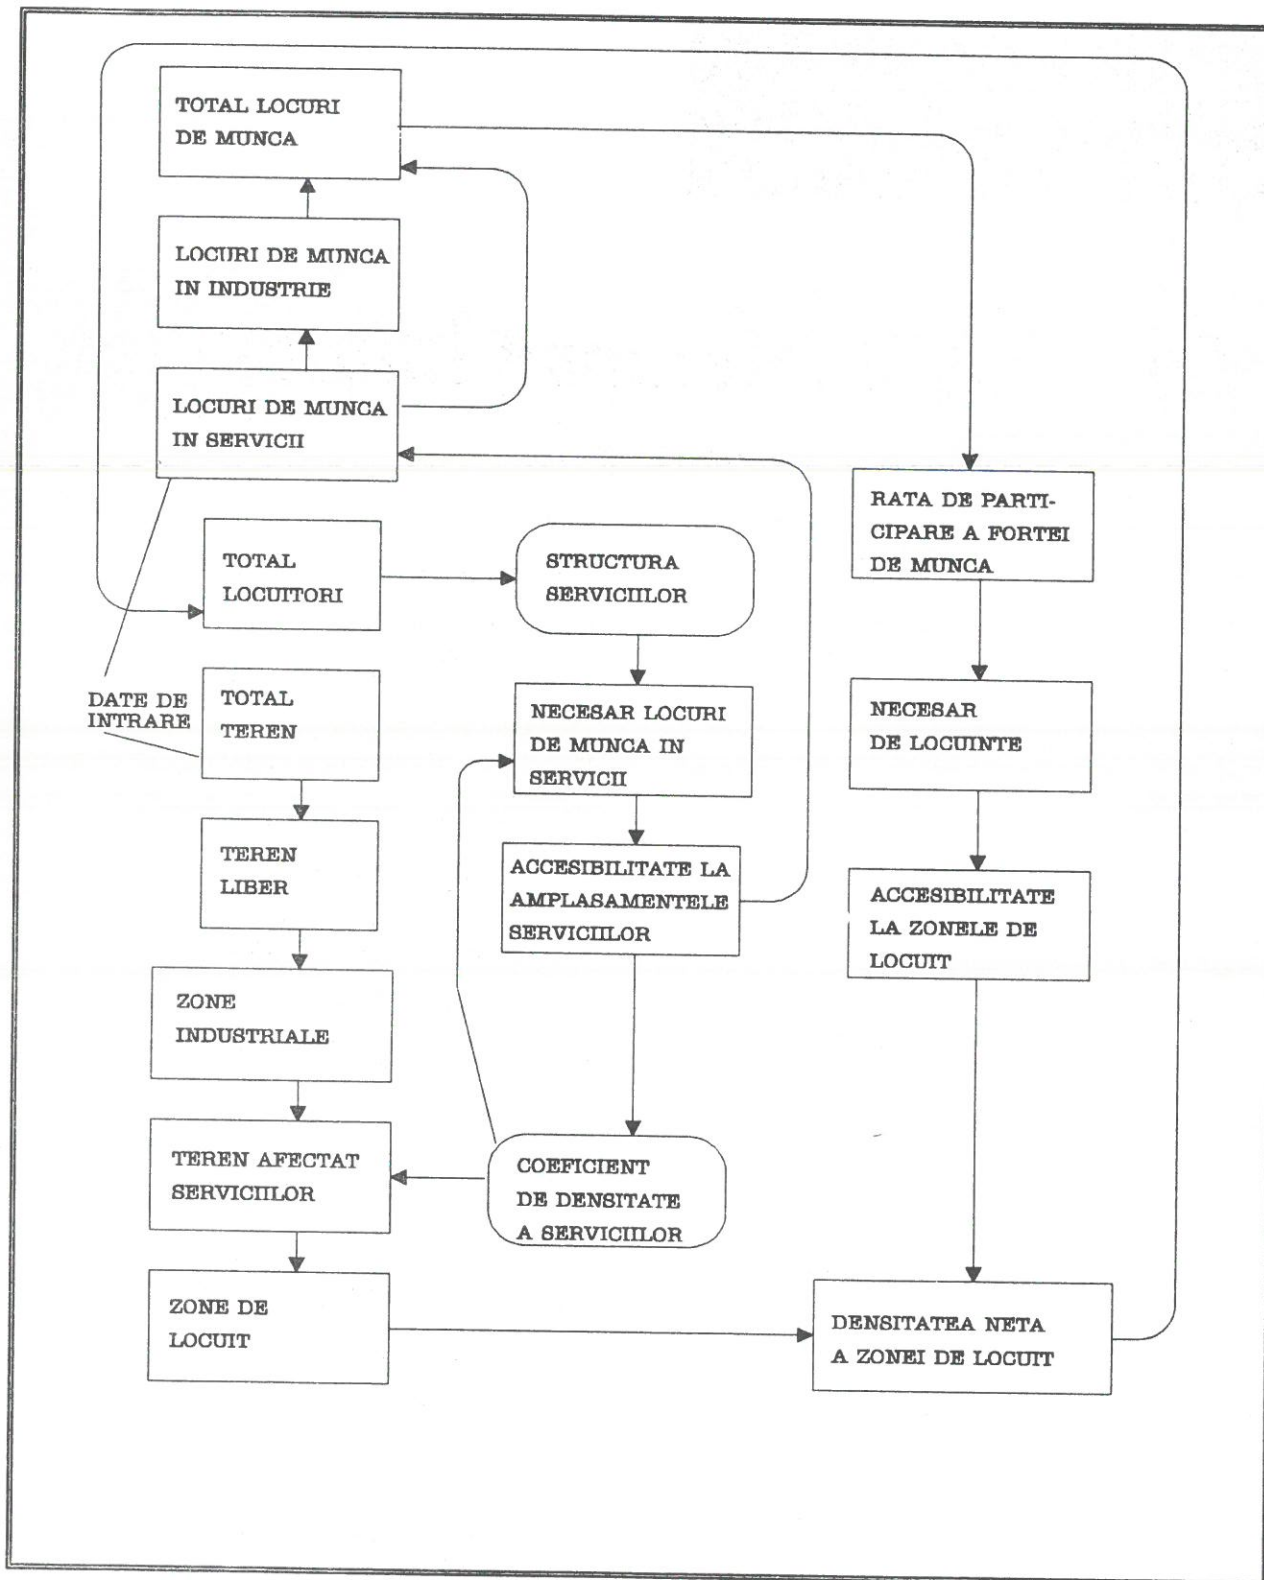 TOTAL LOCURI
DE MUNCA
LOCURI DE MUNCA
IN INDUSTRIE
LOCURI DE MUNCA
IN SERVICII
TOTAL
LOCUITORI
DATE DE
INTRARE
TOTAL
TEREN
TEREN
LIBER
ZONE
INDUSTRIALE
TEREN AFECTAT
SERVICIILOR
ZONE DE
LOCUIT
STRUCTURA
SERVICIILOR
NECESAR LOCURI
DE MUNCA IN
SERVICII
ACCESIBILITATE LA
AMPLASAMENTELE
SERVICIILOR
COEFICIENT
DE DENSITATE
A SERVICIILOR
RATA DE PARTI-
CIPARE A FORTEI
DE MUNCA
NECESAR
DE LOCUINTE
ACCESIBILITATE
LA ZONELE DE
LOCUIT
DENSITATEA NETA
A ZONEI DE LOCUIT